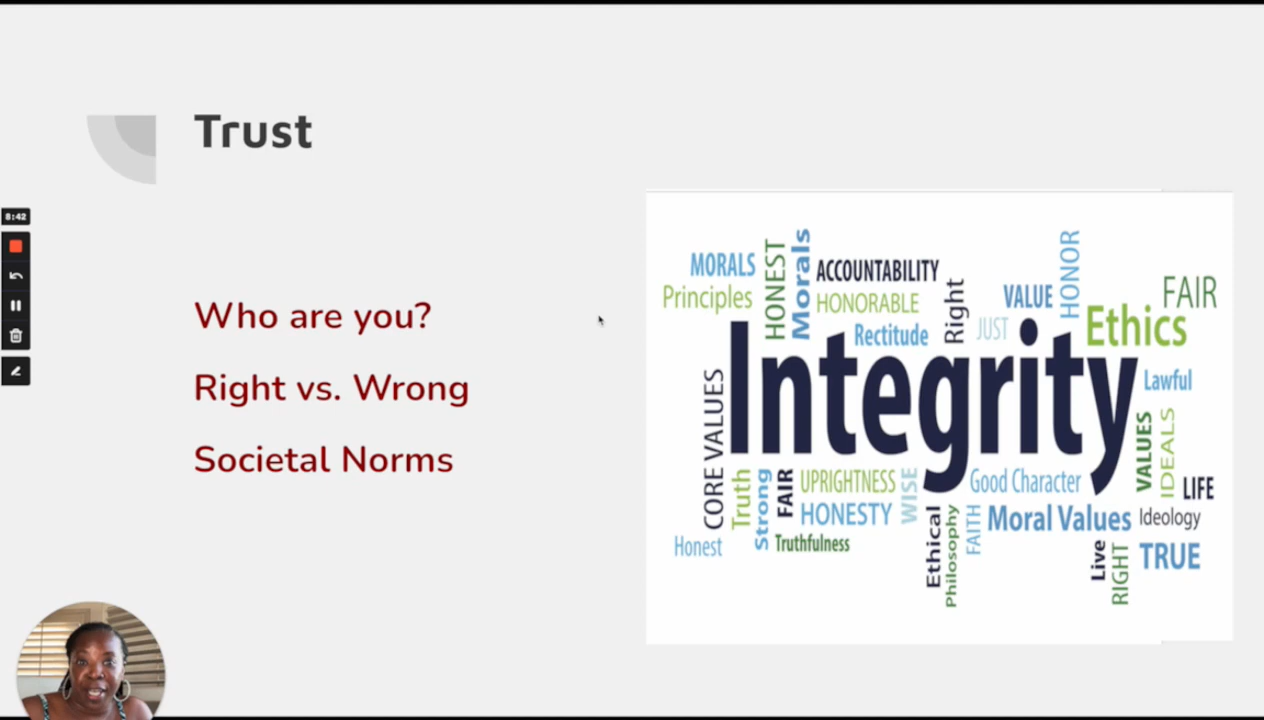 Trust
8:42
Who are you?
Right vs. Wrong
Societal Norms
MORALS
Principles
HONEST
Morals
ACCOUNTABILITY
HONORABLE
Rectitude
Right
JUST
VALUE
HONOR
Ethics
FAIR
Integrity
Lawful
CORE VALUES
Truth
Strong
FAIR
UPRIGHTNESS
HONESTY
WISE
Good Character
VALUES
IDEALS
LIFE
Honest
Truthfulness
Ethical
Philosophy
FAITH
Moral Values
Ideology
Live
RIGHT
TRUE